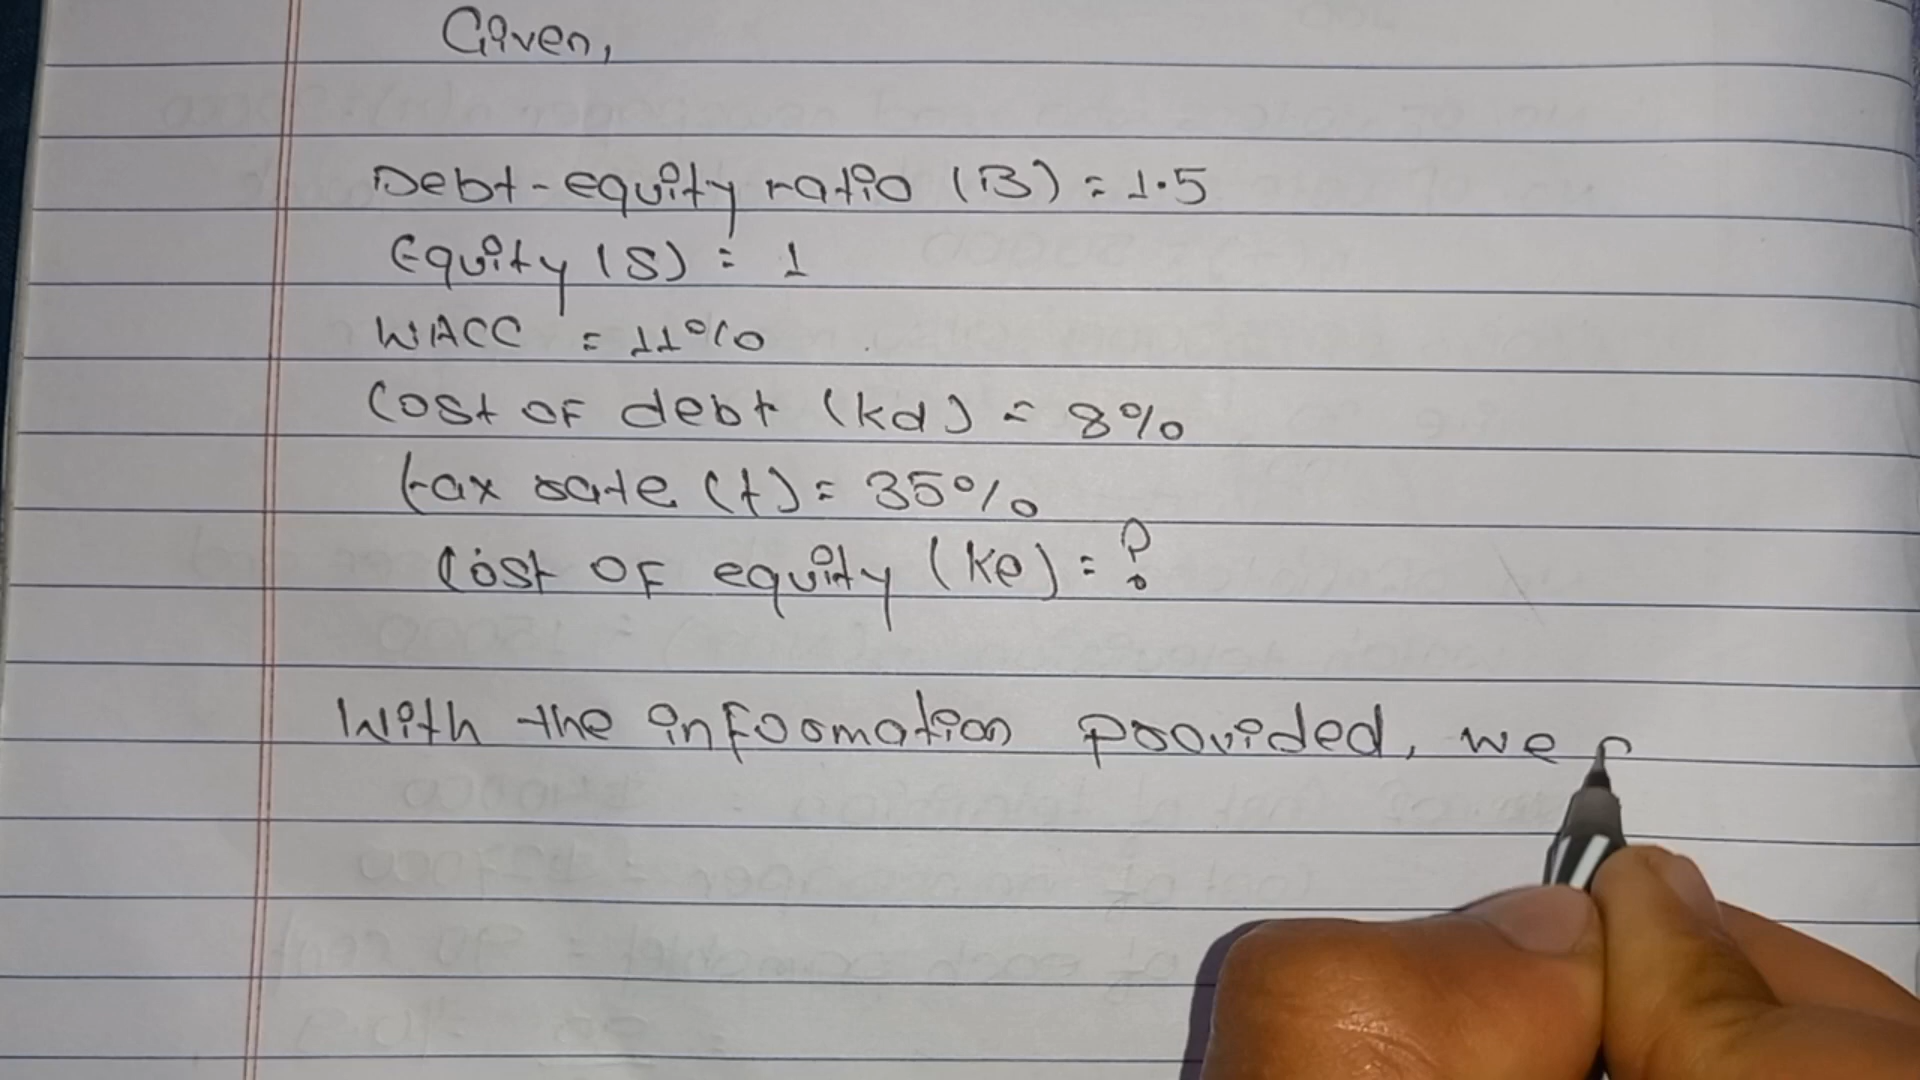 Given,
Debt-equity ratio (B) = 1.5
Equity (S) = 1
WACC = 11%
Cost of debt (kd) = 8%
tax rate (t) = 35%
Cost of equity (ke) = ?
With the information provided, we